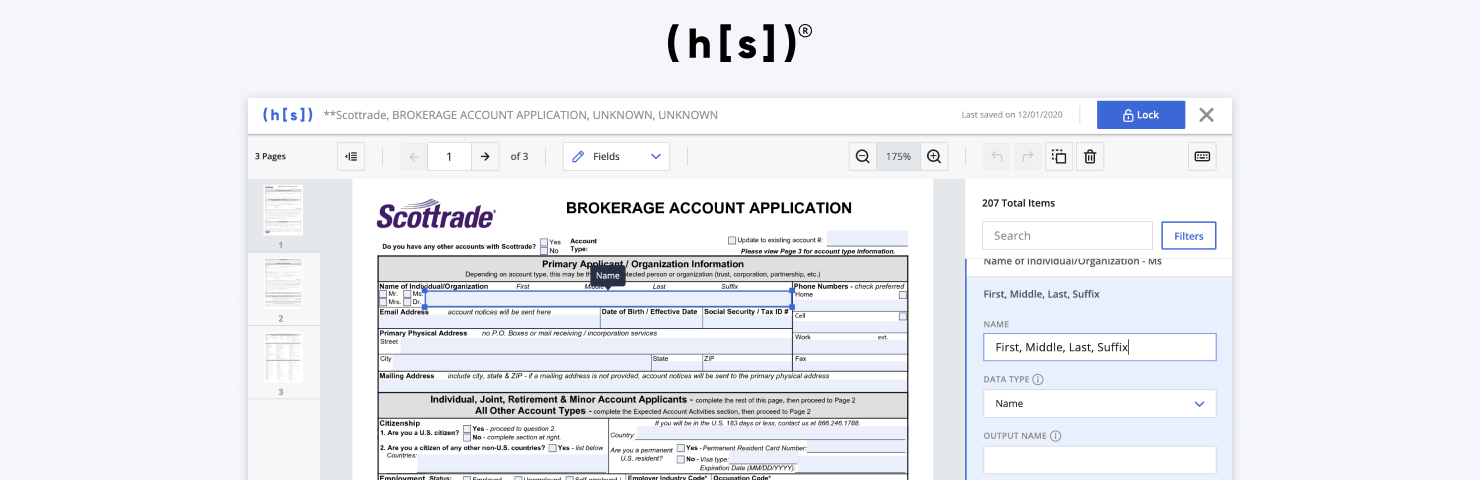 (h[s])®
(h[s]) **Scottrade, BROKERAGE ACCOUNT APPLICATION, UNKNOWN, UNKNOWN
Last saved on 12/01/2020
Lock
3 Pages
1
of 3
Fields
175%
1
2
3
Scottrade®
BROKERAGE ACCOUNT APPLICATION
Do you have any other accounts with Scottrade? Yes
No
Account
Type:
Update to existing account #:
Please view Page 3 for account type information.
Primary Applicant / Organization Information
Depending on account type, this may be th tected person or organization (trust, corporation, partnership, etc.)
Name
Name of Individual/Organization First Middle Last Suffix
Mr. Ms.
Mrs. Dr.
Phone Numbers - check preferred
Home
Email Address account notices will be sent here
Date of Birth / Effective Date
Social Security / Tax ID #
Cell
Primary Physical Address no P.O. Boxes or mail receiving / incorporation services
Street
Work ext.
City State ZIP Fax
Mailing Address include city, state & ZIP - if a mailing address is not provided, account notices will be sent to the primary physical address
Individual, Joint, Retirement & Minor Account Applicants - complete the rest of this page, then proceed to Page 2
All Other Account Types - complete the Expected Account Activities section, then proceed to Page 2
Citizenship
1. Are you a U.S. citizen? Yes - proceed to question 2.
No - complete section at right.
2. Are you a citizen of any other non-U.S. countries? Yes - list below
Countries:
If you will be in the U.S. 183 days or less, contact us at 866.246.1788.
Country:
Are you a permanent
U.S. resident?
Yes - Permanent Resident Card Number:
No - Visa type:
Expiration Date (MM/DD/YYYY):
Employment Status: Employed Unemployed Self-employed
Employer Industry Code* Occupation Code*
207 Total Items
Search
Filters
Name of Individual/Organization - Ms
First, Middle, Last, Suffix
NAME
First, Middle, Last, Suffix
DATA TYPE
Name
OUTPUT NAME